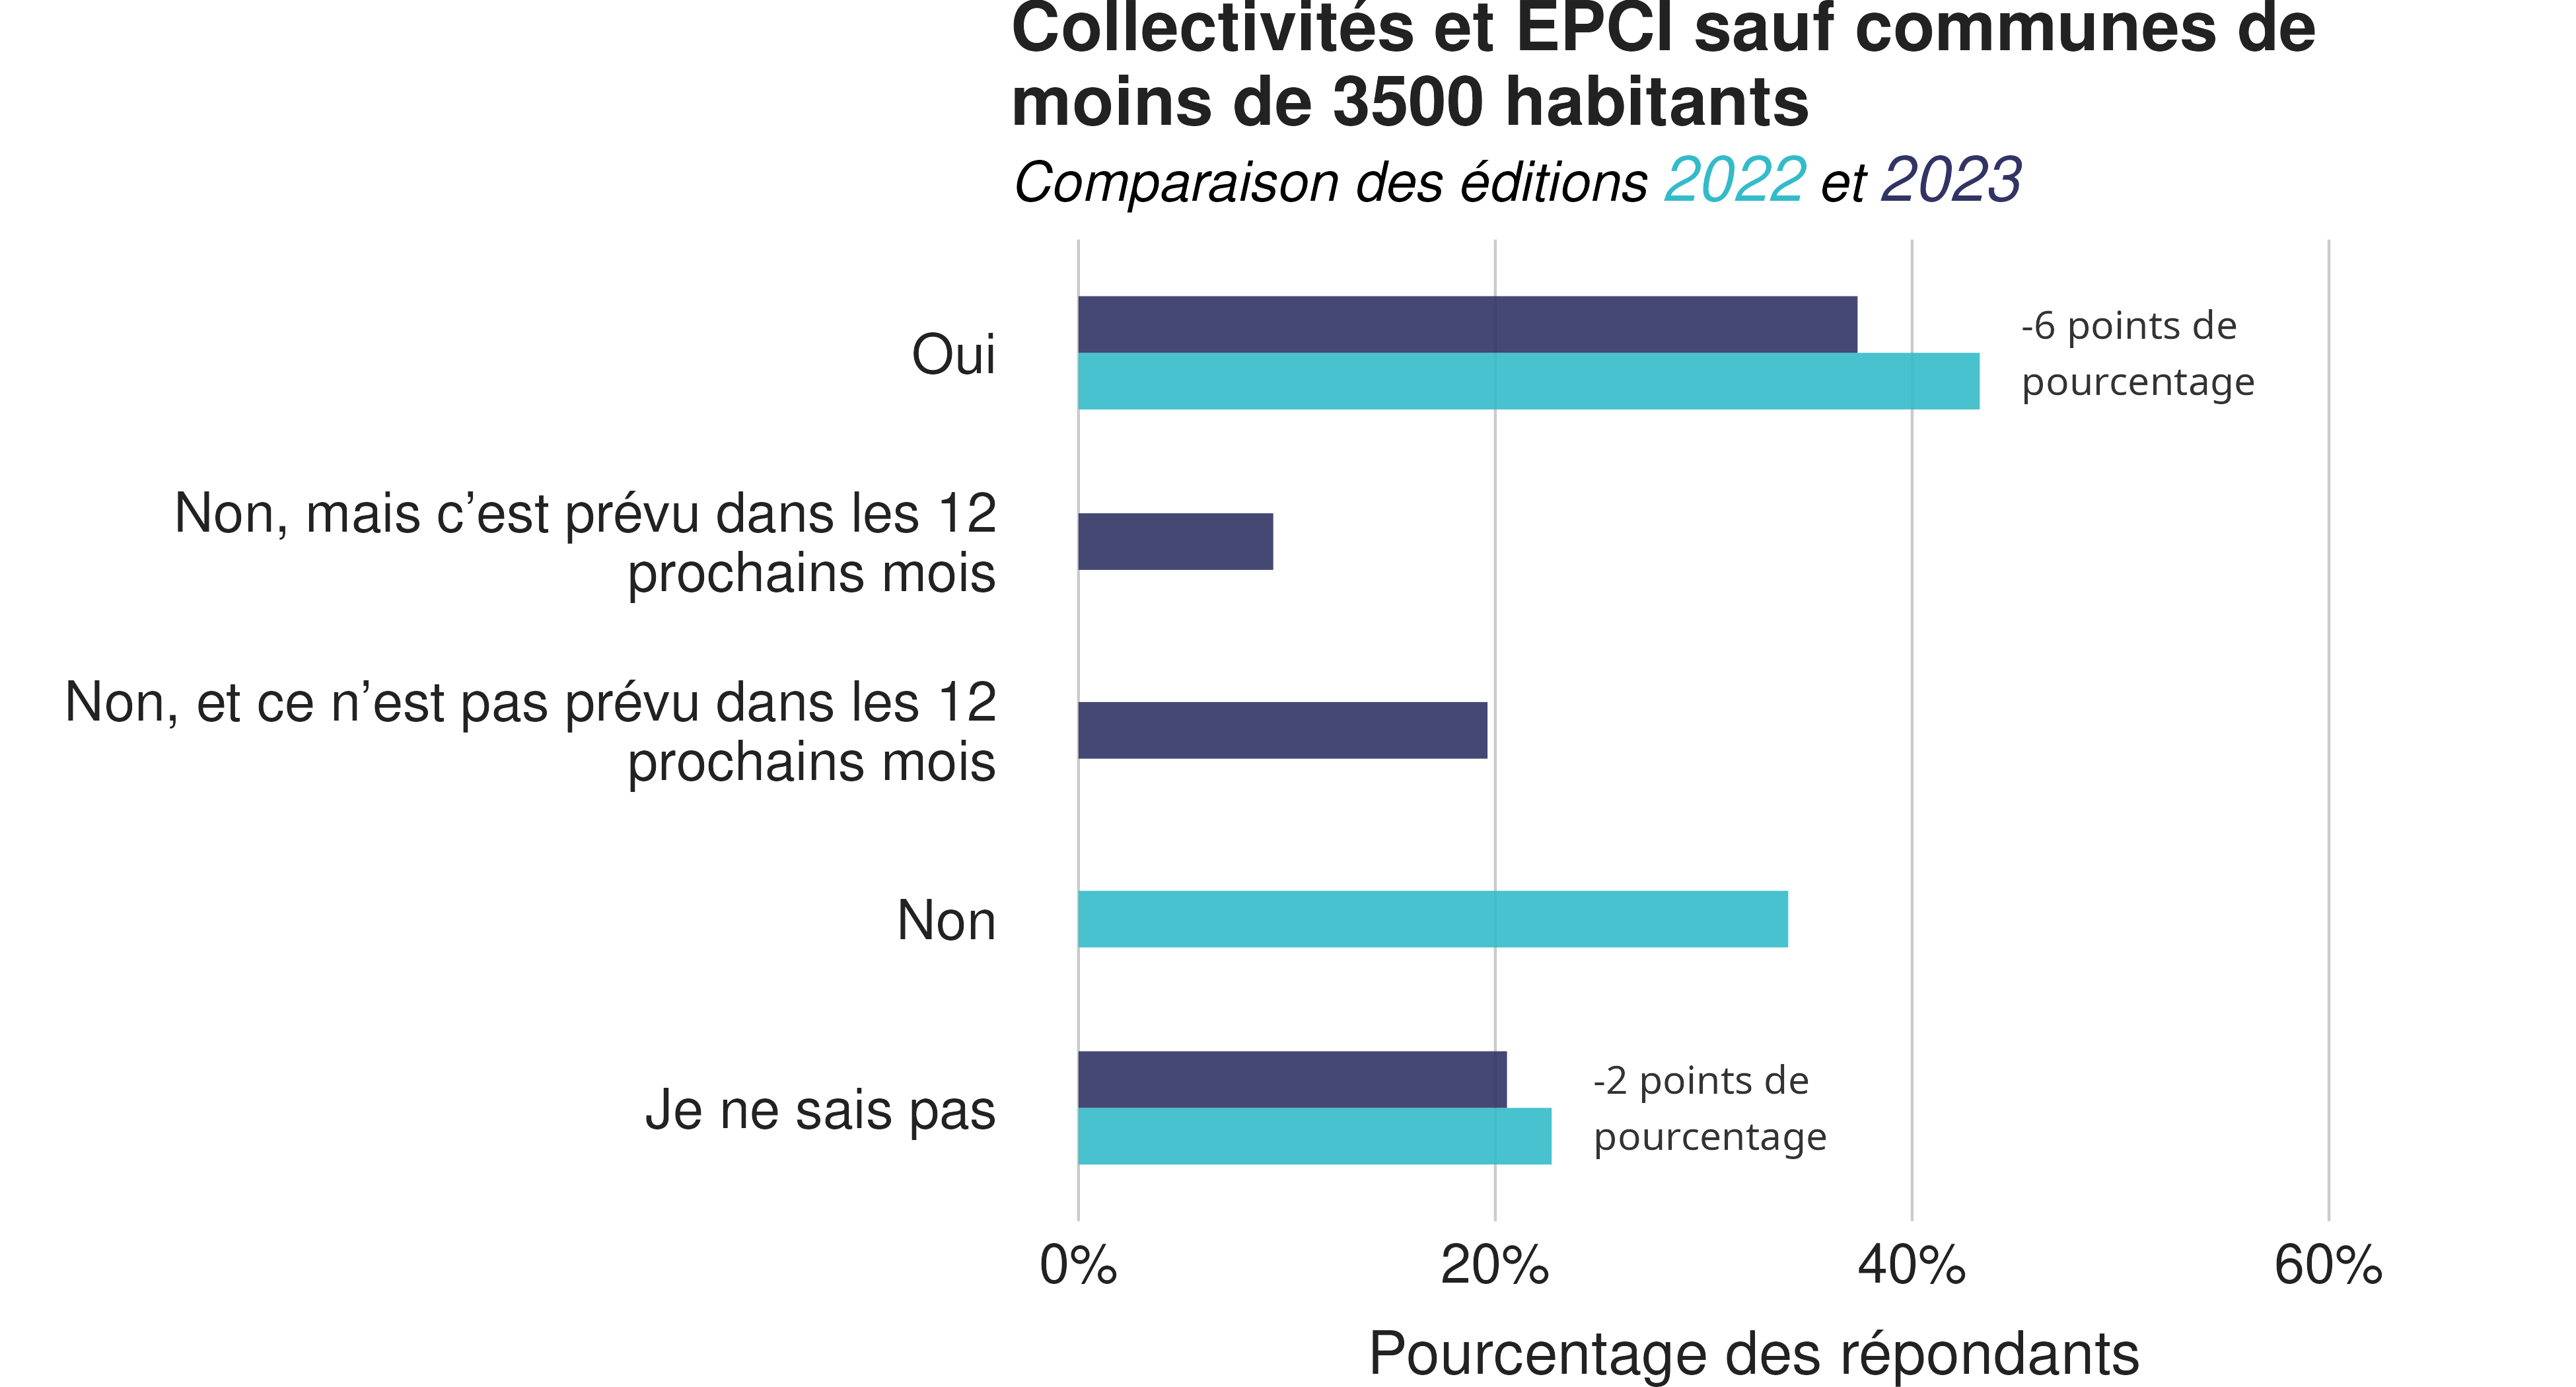 Collectivités et EPCI sauf communes de
moins de 3500 habitants
Comparaison des éditions 2022 et 2023
Oui
-6 points de
pourcentage
Non, mais c’est prévu dans les 12
prochains mois
Non, et ce n’est pas prévu dans les 12
prochains mois
Non
Je ne sais pas
-2 points de
pourcentage
0% 20% 40% 60%
Pourcentage des répondants